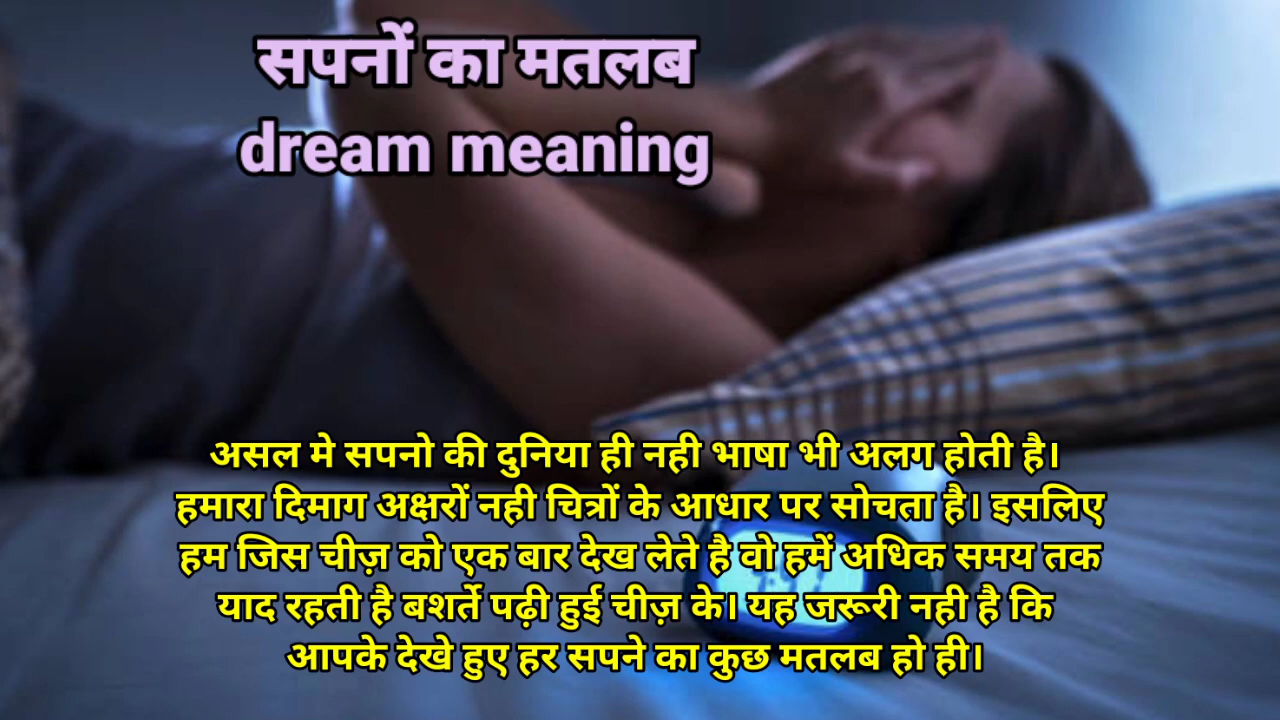 सपनों का मतलब
dream meaning
असल मे सपनो की दुनिया ही नही भाषा भी अलग होती है।
हमारा दिमाग अक्षरों नही चित्रों के आधार पर सोचता है। इसलिए
हम जिस चीज़ को एक बार देख लेते है वो हमें अधिक समय तक
याद रहती है बशर्ते पढ़ी हुई चीज़ के। यह जरूरी नही है कि
आपके देखे हुए हर सपने का कुछ मतलब हो ही।